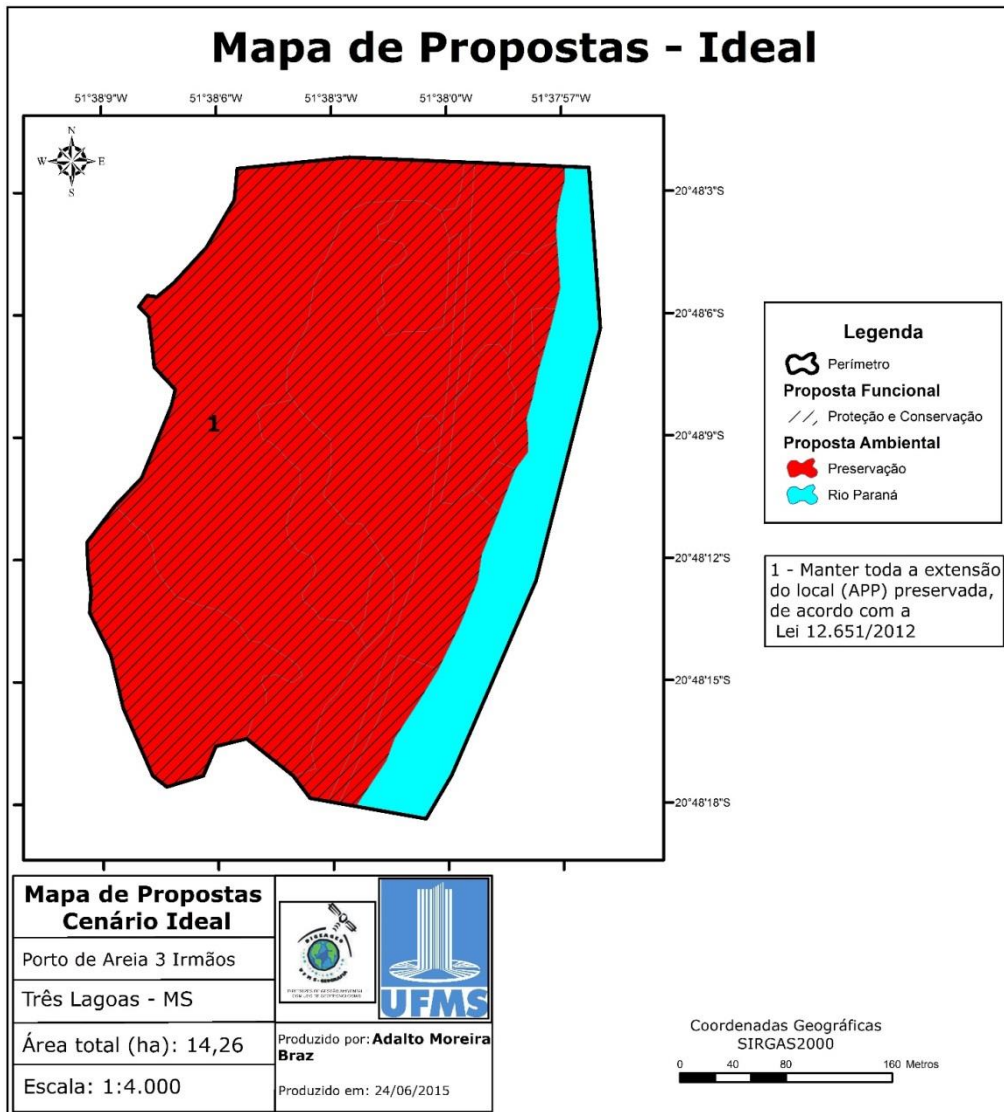 Mapa de Propostas - Ideal
51°38'9"W 51°38'6"W 51°38'3"W 51°38'0"W 51°37'57"W
N
W E
S
20°48'3"S
20°48'6"S
20°48'9"S
20°48'12"S
20°48'15"S
20°48'18"S
1
Legenda
Perímetro
Proposta Funcional
Proteção e Conservação
Proposta Ambiental
Preservação
Rio Paraná
1 - Manter toda a extensão
do local (APP) preservada,
de acordo com a
Lei 12.651/2012
Mapa de Propostas
Cenário Ideal
Porto de Areia 3 Irmãos
Três Lagoas - MS
Área total (ha): 14,26
Escala: 1:4.000
DIGEAGEO
UFMS - GEOGRAFIA
UFMS
Produzido por: Adalto Moreira
Braz
Produzido em: 24/06/2015
Coordenadas Geográficas
SIRGAS2000
0 40 80 160 Metros